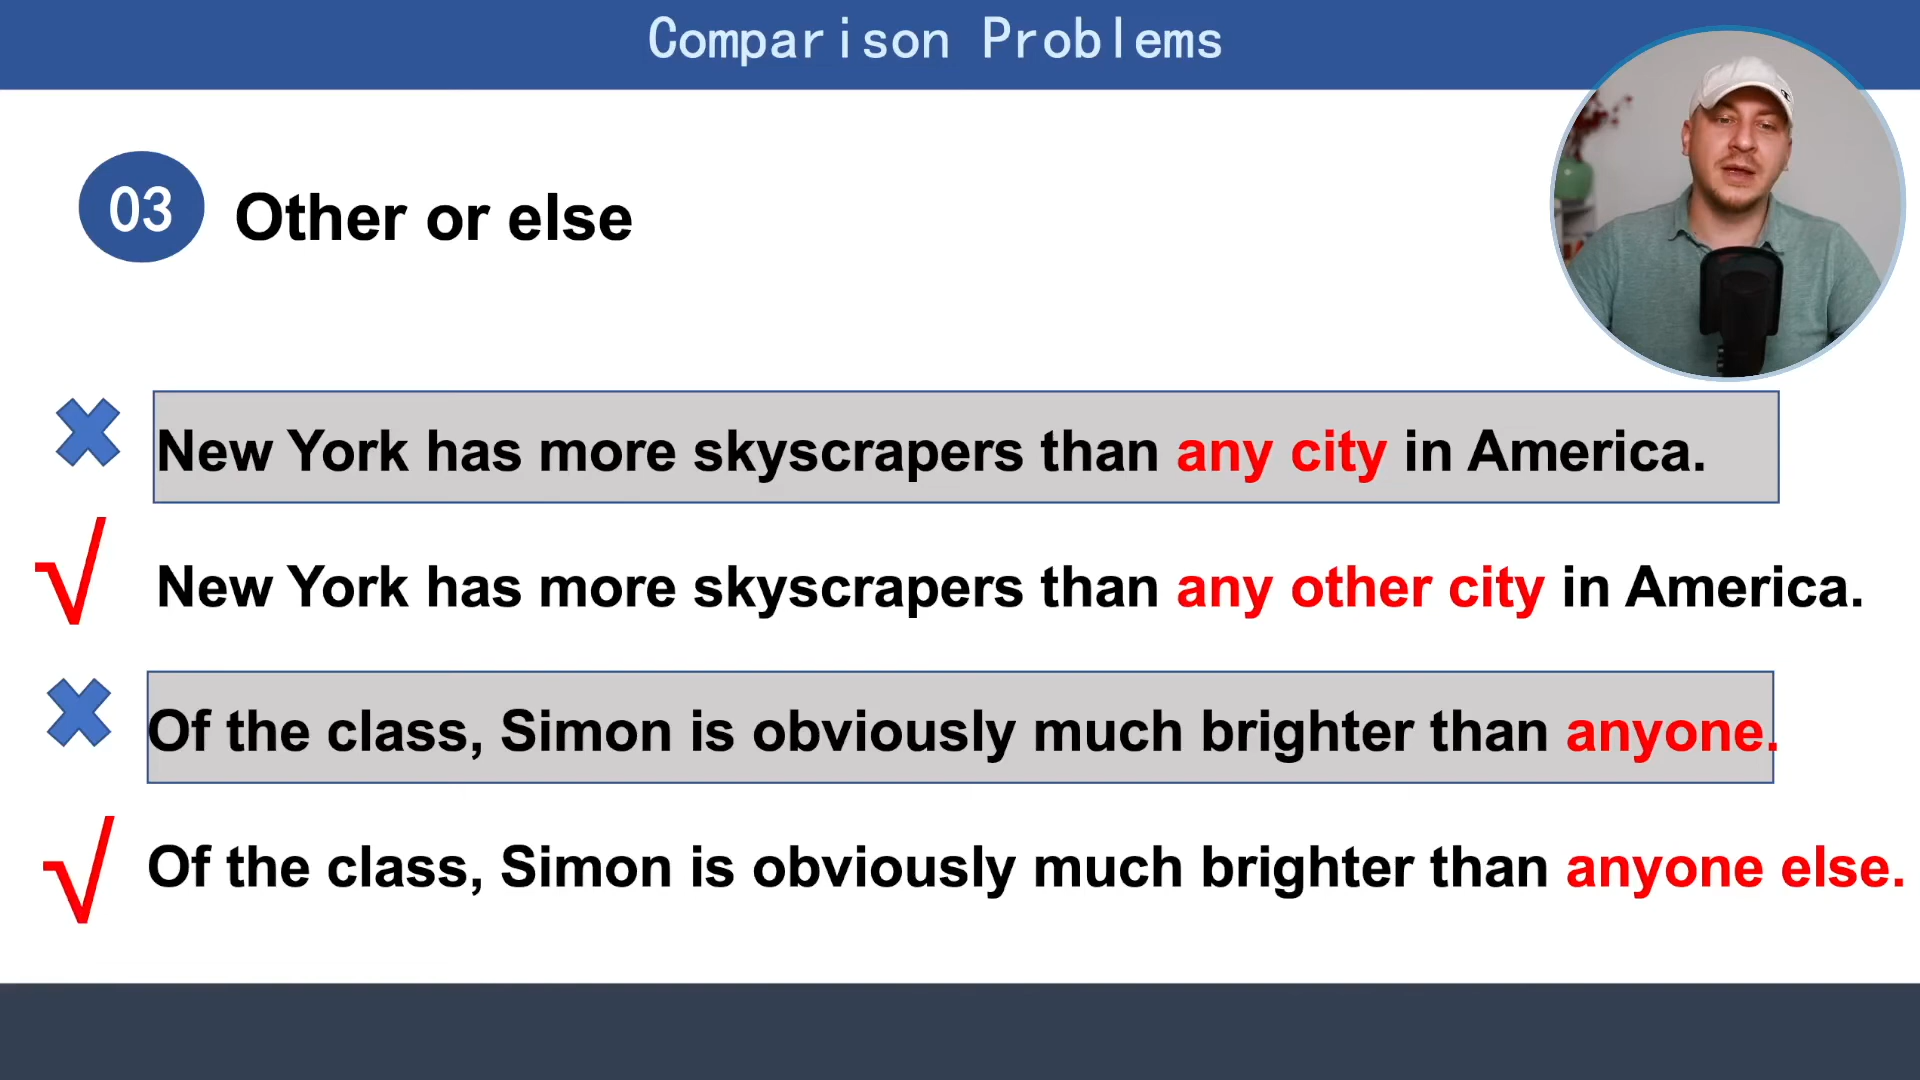 Comparison Problems
03
Other or else
New York has more skyscrapers than any city in America.
√ New York has more skyscrapers than any other city in America.
Of the class, Simon is obviously much brighter than anyone.
√ Of the class, Simon is obviously much brighter than anyone else.